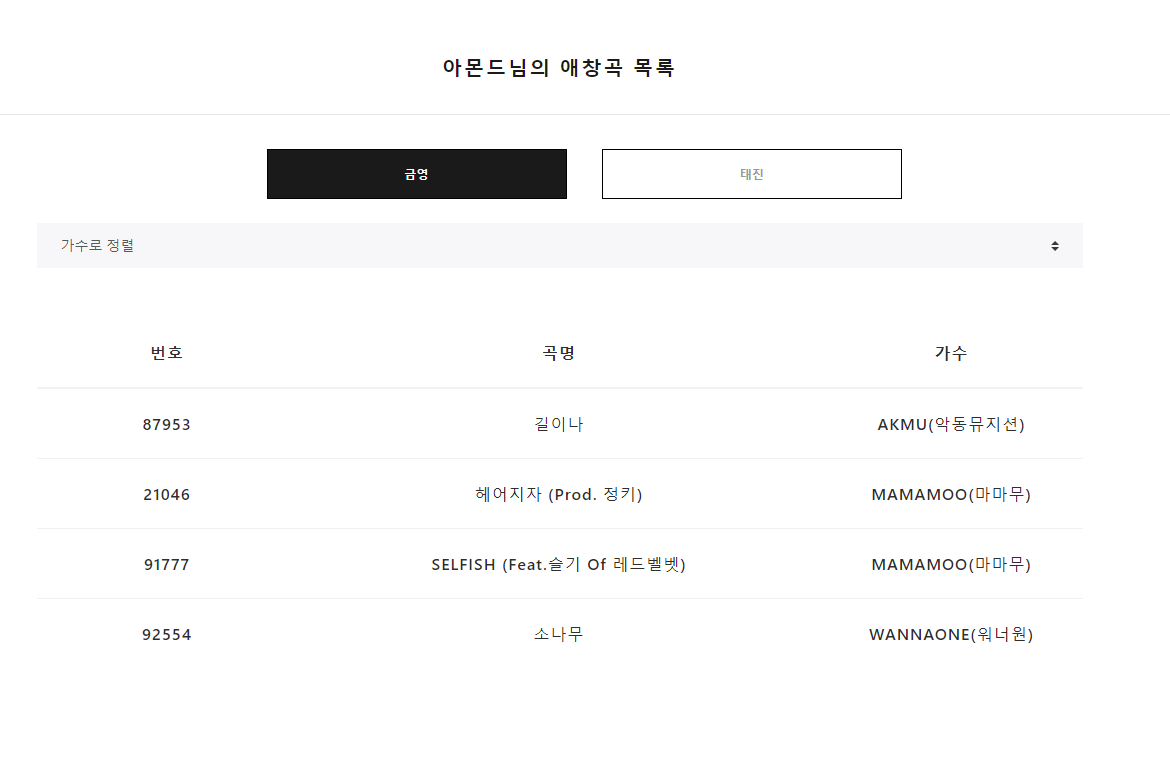 아몬드님의 애창곡 목록
금영 태진
가수로 정렬
번호 곡명 가수
87953 길이나 AKMU(악동뮤지션)
21046 헤어지자 (Prod. 정키) MAMAMOO(마마무)
91777 SELFISH (Feat.슬기 Of 레드벨벳) MAMAMOO(마마무)
92554 소나무 WANNAONE(워너원)